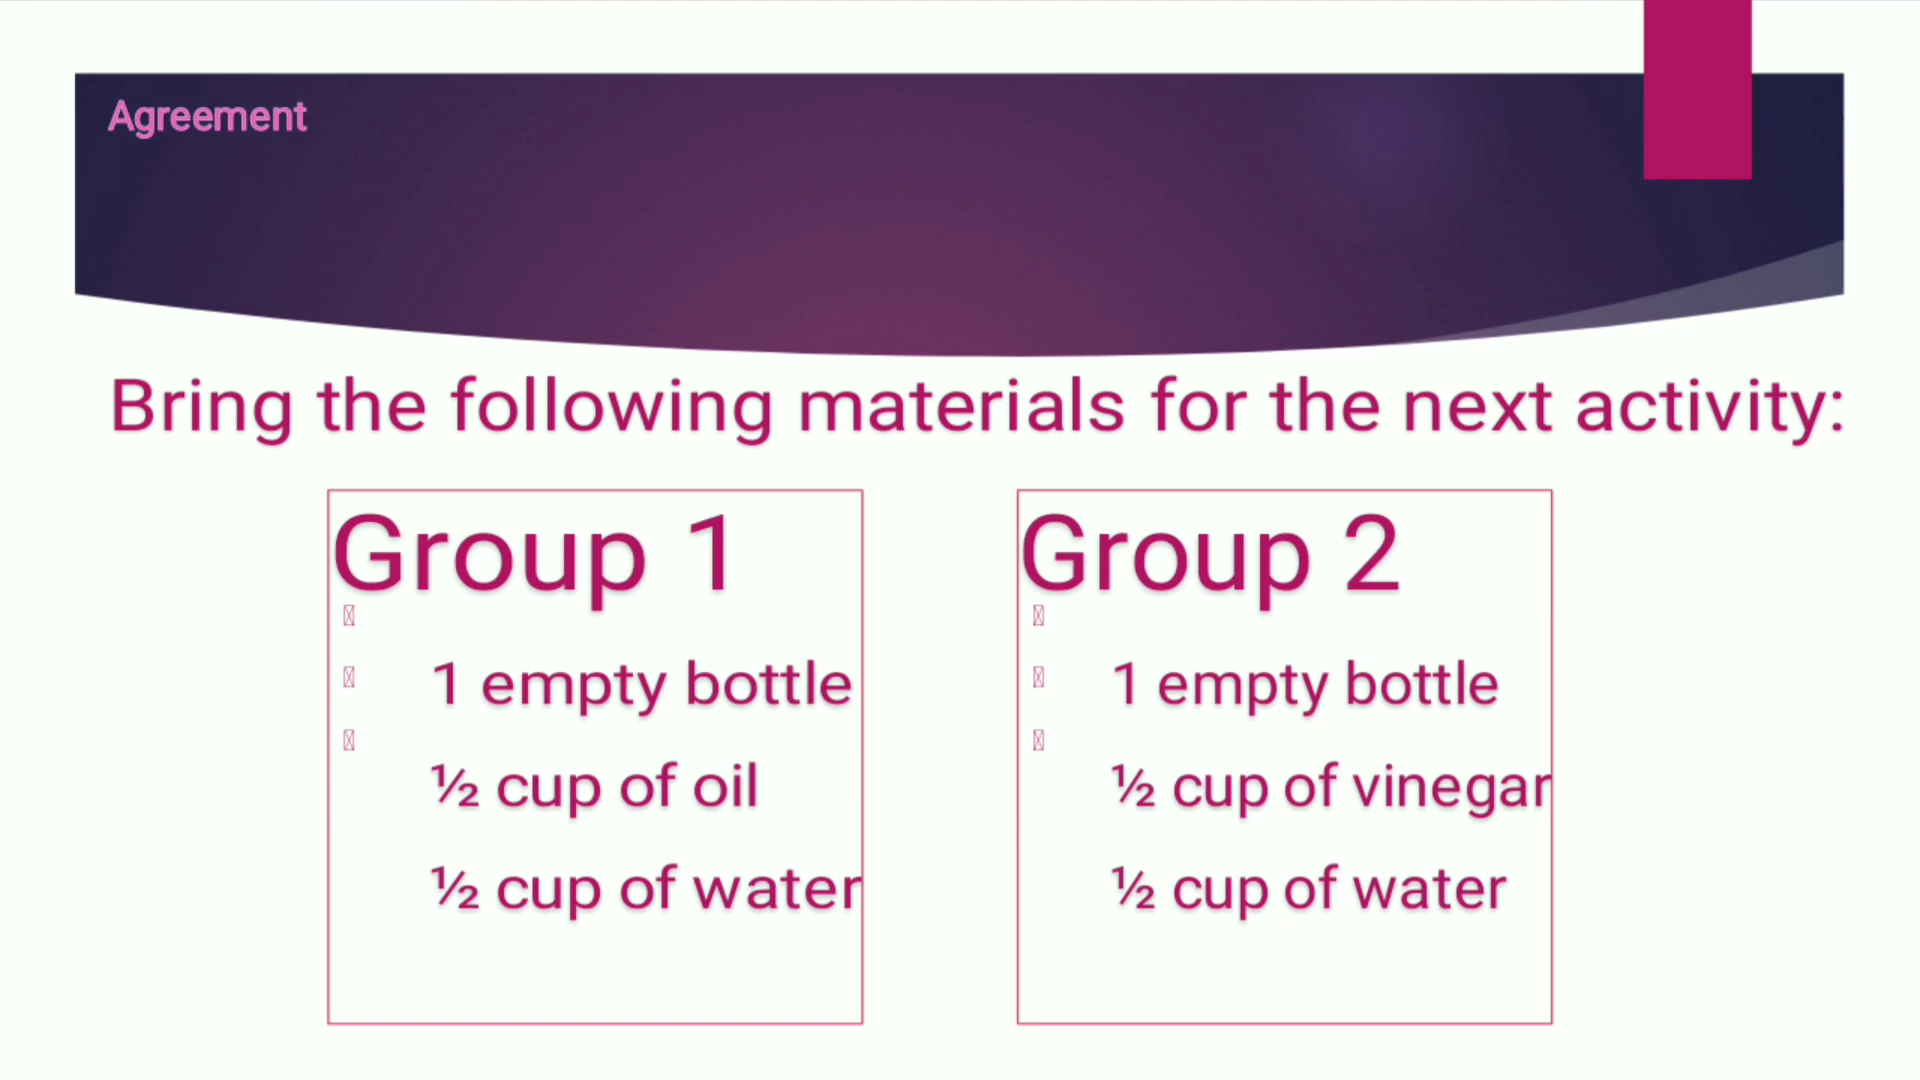 Agreement
Bring the following materials for the next activity:
Group 1
1 empty bottle
½ cup of oil
½ cup of water
Group 2
1 empty bottle
½ cup of vinegar
½ cup of water